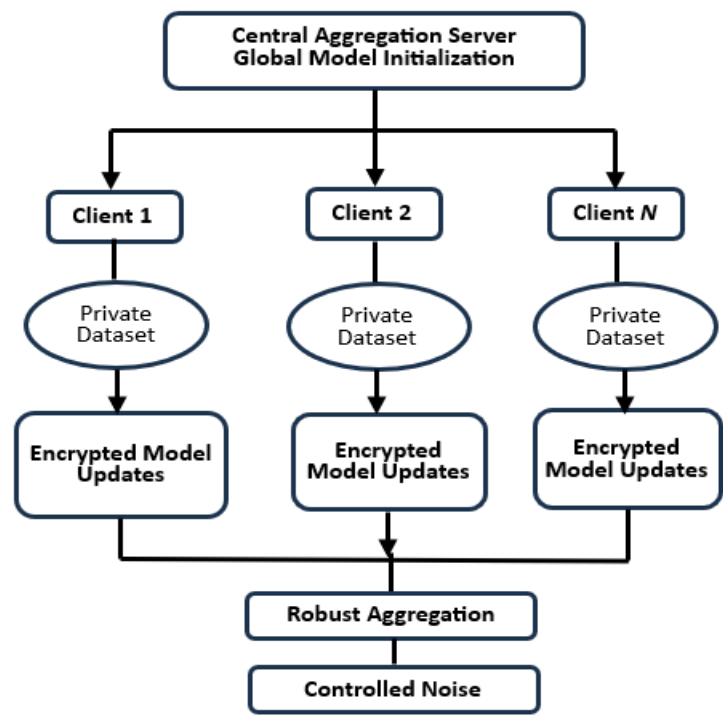 Central Aggregation Server
Global Model Initialization
Client 1
Client 2
Client N
Private
Dataset
Private
Dataset
Private
Dataset
Encrypted Model
Updates
Encrypted
Model Updates
Encrypted
Model Updates
Robust Aggregation
Controlled Noise